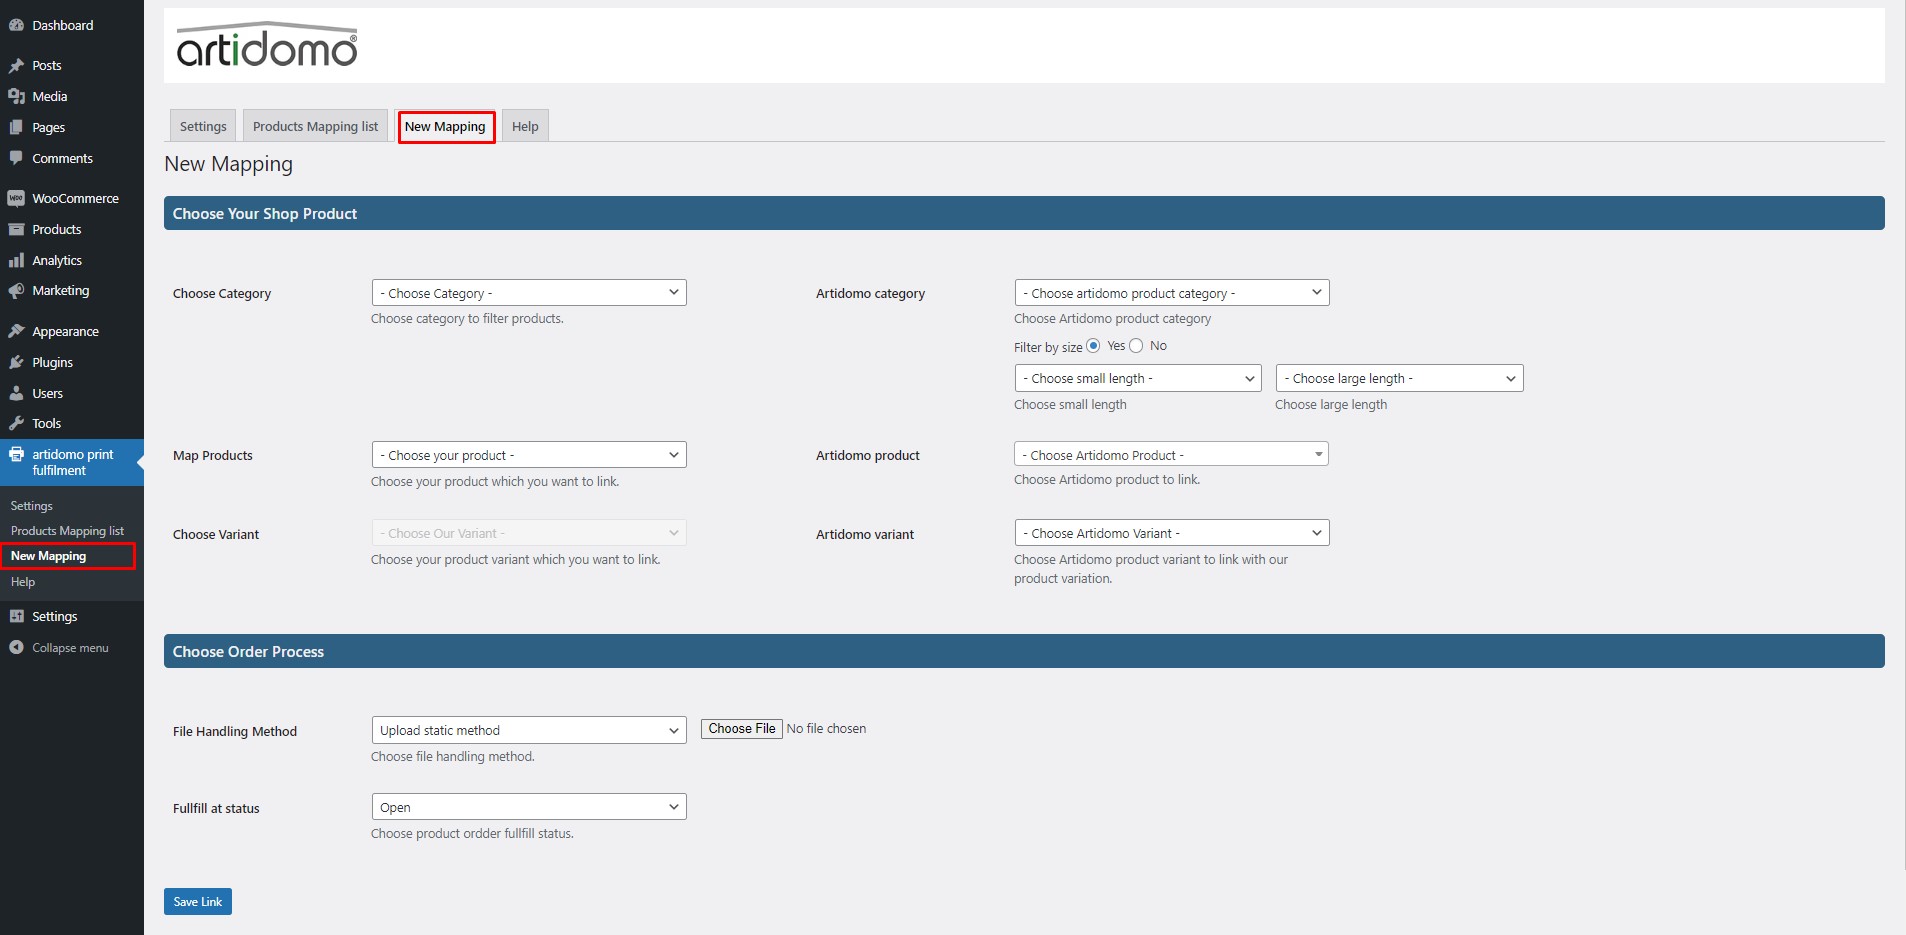 Dashboard
Posts
Media
Pages
Comments
WooCommerce
Products
Analytics
Marketing
Appearance
Plugins
Users
Tools
artidomo print
fulfilment
Settings
Products Mapping list
New Mapping
Help
Settings
Collapse menu
artidomo®
Settings
Products Mapping list
New Mapping
Help
New Mapping
Choose Your Shop Product
Choose Category
- Choose Category -
Choose category to filter products.
Artidomo category
- Choose artidomo product category -
Choose Artidomo product category
Filter by size Yes No
- Choose small length -
- Choose large length -
Choose small length
Choose large length
Map Products
- Choose your product -
Choose your product which you want to link.
Artidomo product
- Choose Artidomo Product -
Choose Artidomo product to link.
Choose Variant
- Choose Our Variant -
Choose your product variant which you want to link.
Artidomo variant
- Choose Artidomo Variant -
Choose Artidomo product variant to link with our
product variation.
Choose Order Process
File Handling Method
Upload static method
Choose File No file chosen
Choose file handling method.
Fullfill at status
Open
Choose product ordder fullfill status.
Save Link